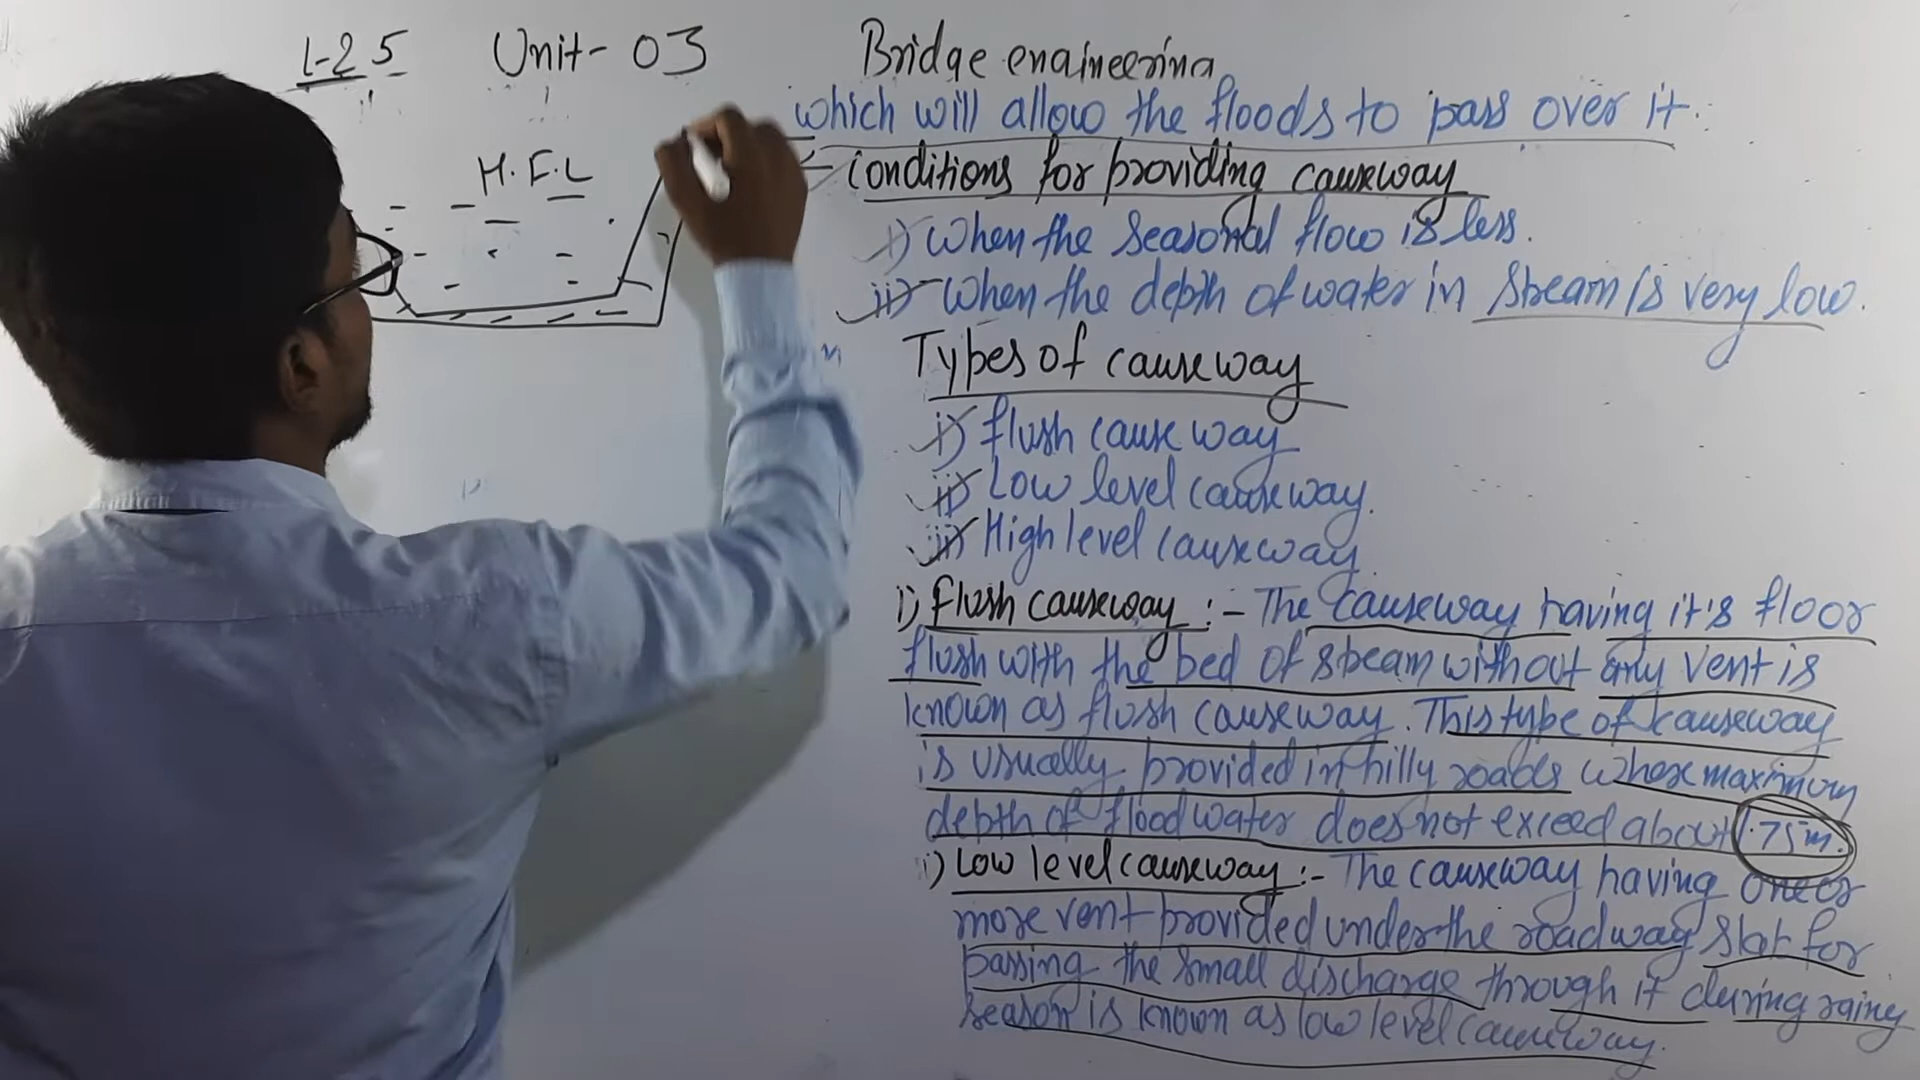 L-25 Unit-03 Bridge engineering
which will allow the floods to pass over it.
Conditions for providing causeway
i) When the seasonal flow is less.
ii) When the depth of water in stream is very low.
Types of causeway
i) flush cause way
ii) Low level causeway.
iii) High level causeway.
i) flush causeway :- The causeway having it's floor
flush with the bed of stream without any vent is
known as flush causeway. This type of causeway
is usually provided in hilly roads where maximum
depth of flood water does not exceed about 1.75m.
i) Low level causeway :- The causeway having one or
more vent provided under the roadway slab for
passing the small discharge through it during rainy
season is known as low level causeway.
H.F.L